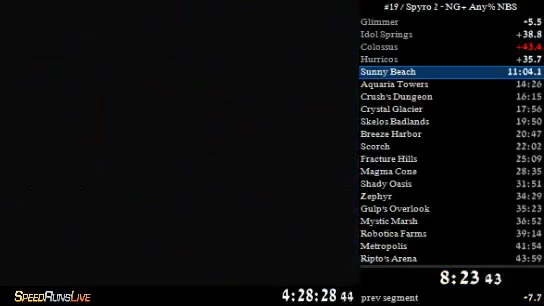 #19 / Spyro 2 - NG+ Any% NBS
Glimmer -5.5
Idol Springs +38.8
Colossus +43.4
Hurricos +35.7
Sunny Beach 11:04.1
Aquaria Towers 14:26
Crush's Dungeon 16:15
Crystal Glacier 17:56
Skelos Badlands 19:50
Breeze Harbor 20:47
Scorch 22:02
Fracture Hills 25:09
Magma Cone 28:35
Shady Oasis 31:51
Zephyr 34:29
Gulp's Overlook 35:23
Mystic Marsh 36:52
Robotica Farms 39:14
Metropolis 41:54
Ripto's Arena 43:59
8:23 43
SPEEDRUNSLIVE 4:28:28 44
prev segment -7.7